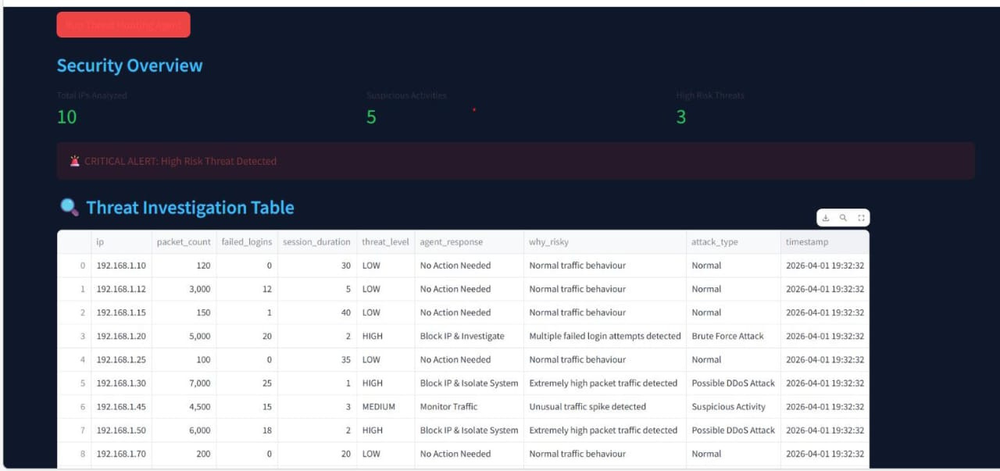 Run Threat Hunting Agent
Security Overview
Total IPs Analyzed Suspicious Activities High Risk Threats
10 5 3
🚨 CRITICAL ALERT: High Risk Threat Detected
🔍 Threat Investigation Table
ip packet_count failed_logins session_duration threat_level agent_response why_risky attack_type timestamp
0 192.168.1.10 120 0 30 LOW No Action Needed Normal traffic behaviour Normal 2026-04-01 19:32:32
1 192.168.1.12 3,000 12 5 LOW No Action Needed Normal traffic behaviour Normal 2026-04-01 19:32:32
2 192.168.1.15 150 1 40 LOW No Action Needed Normal traffic behaviour Normal 2026-04-01 19:32:32
3 192.168.1.20 5,000 20 2 HIGH Block IP & Investigate Multiple failed login attempts detected Brute Force Attack 2026-04-01 19:32:32
4 192.168.1.25 100 0 35 LOW No Action Needed Normal traffic behaviour Normal 2026-04-01 19:32:32
5 192.168.1.30 7,000 25 1 HIGH Block IP & Isolate System Extremely high packet traffic detected Possible DDoS Attack 2026-04-01 19:32:32
6 192.168.1.45 4,500 15 3 MEDIUM Monitor Traffic Unusual traffic spike detected Suspicious Activity 2026-04-01 19:32:32
7 192.168.1.50 6,000 18 2 HIGH Block IP & Isolate System Extremely high packet traffic detected Possible DDoS Attack 2026-04-01 19:32:32
8 192.168.1.70 200 0 20 LOW No Action Needed Normal traffic behaviour Normal 2026-04-01 19:32:32